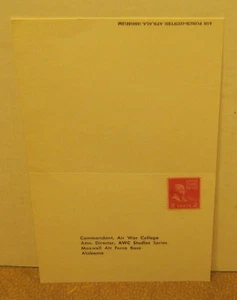 Commandant, Air War College
Attn: Director, AWC Studies Series
Maxwell Air Force Base
Alabama